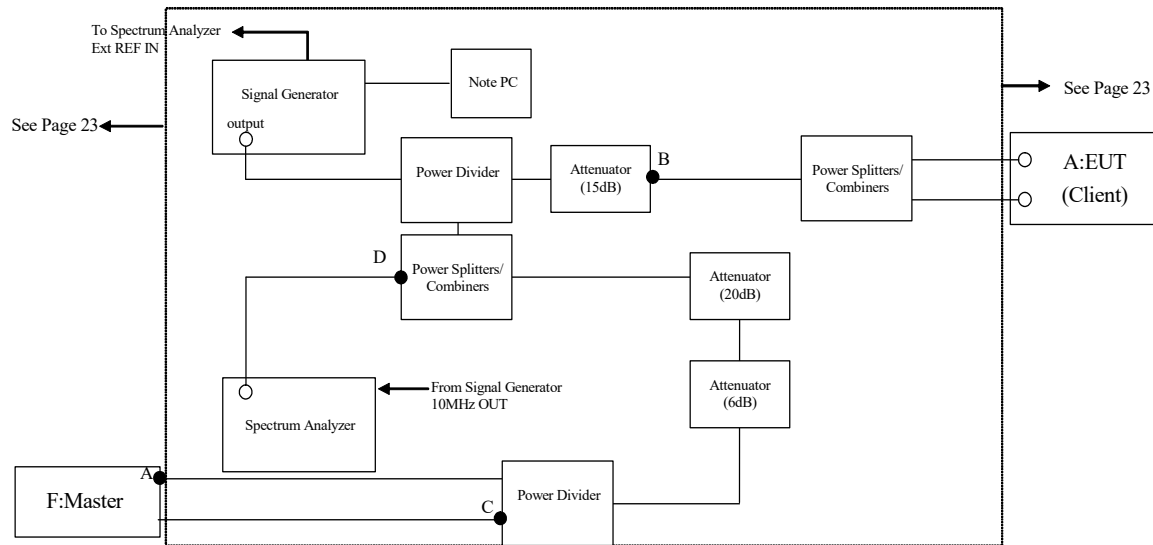 To Spectrum Analyzer
Ext REF IN
Signal Generator
output
Note PC
See Page 23
See Page 23
Power Divider
Attenuator
(15dB)
B
Power Splitters/
Combiners
A:EUT
(Client)
D
Power Splitters/
Combiners
Attenuator
(20dB)
Attenuator
(6dB)
From Signal Generator
10MHz OUT
Spectrum Analyzer
A
F:Master
C
Power Divider